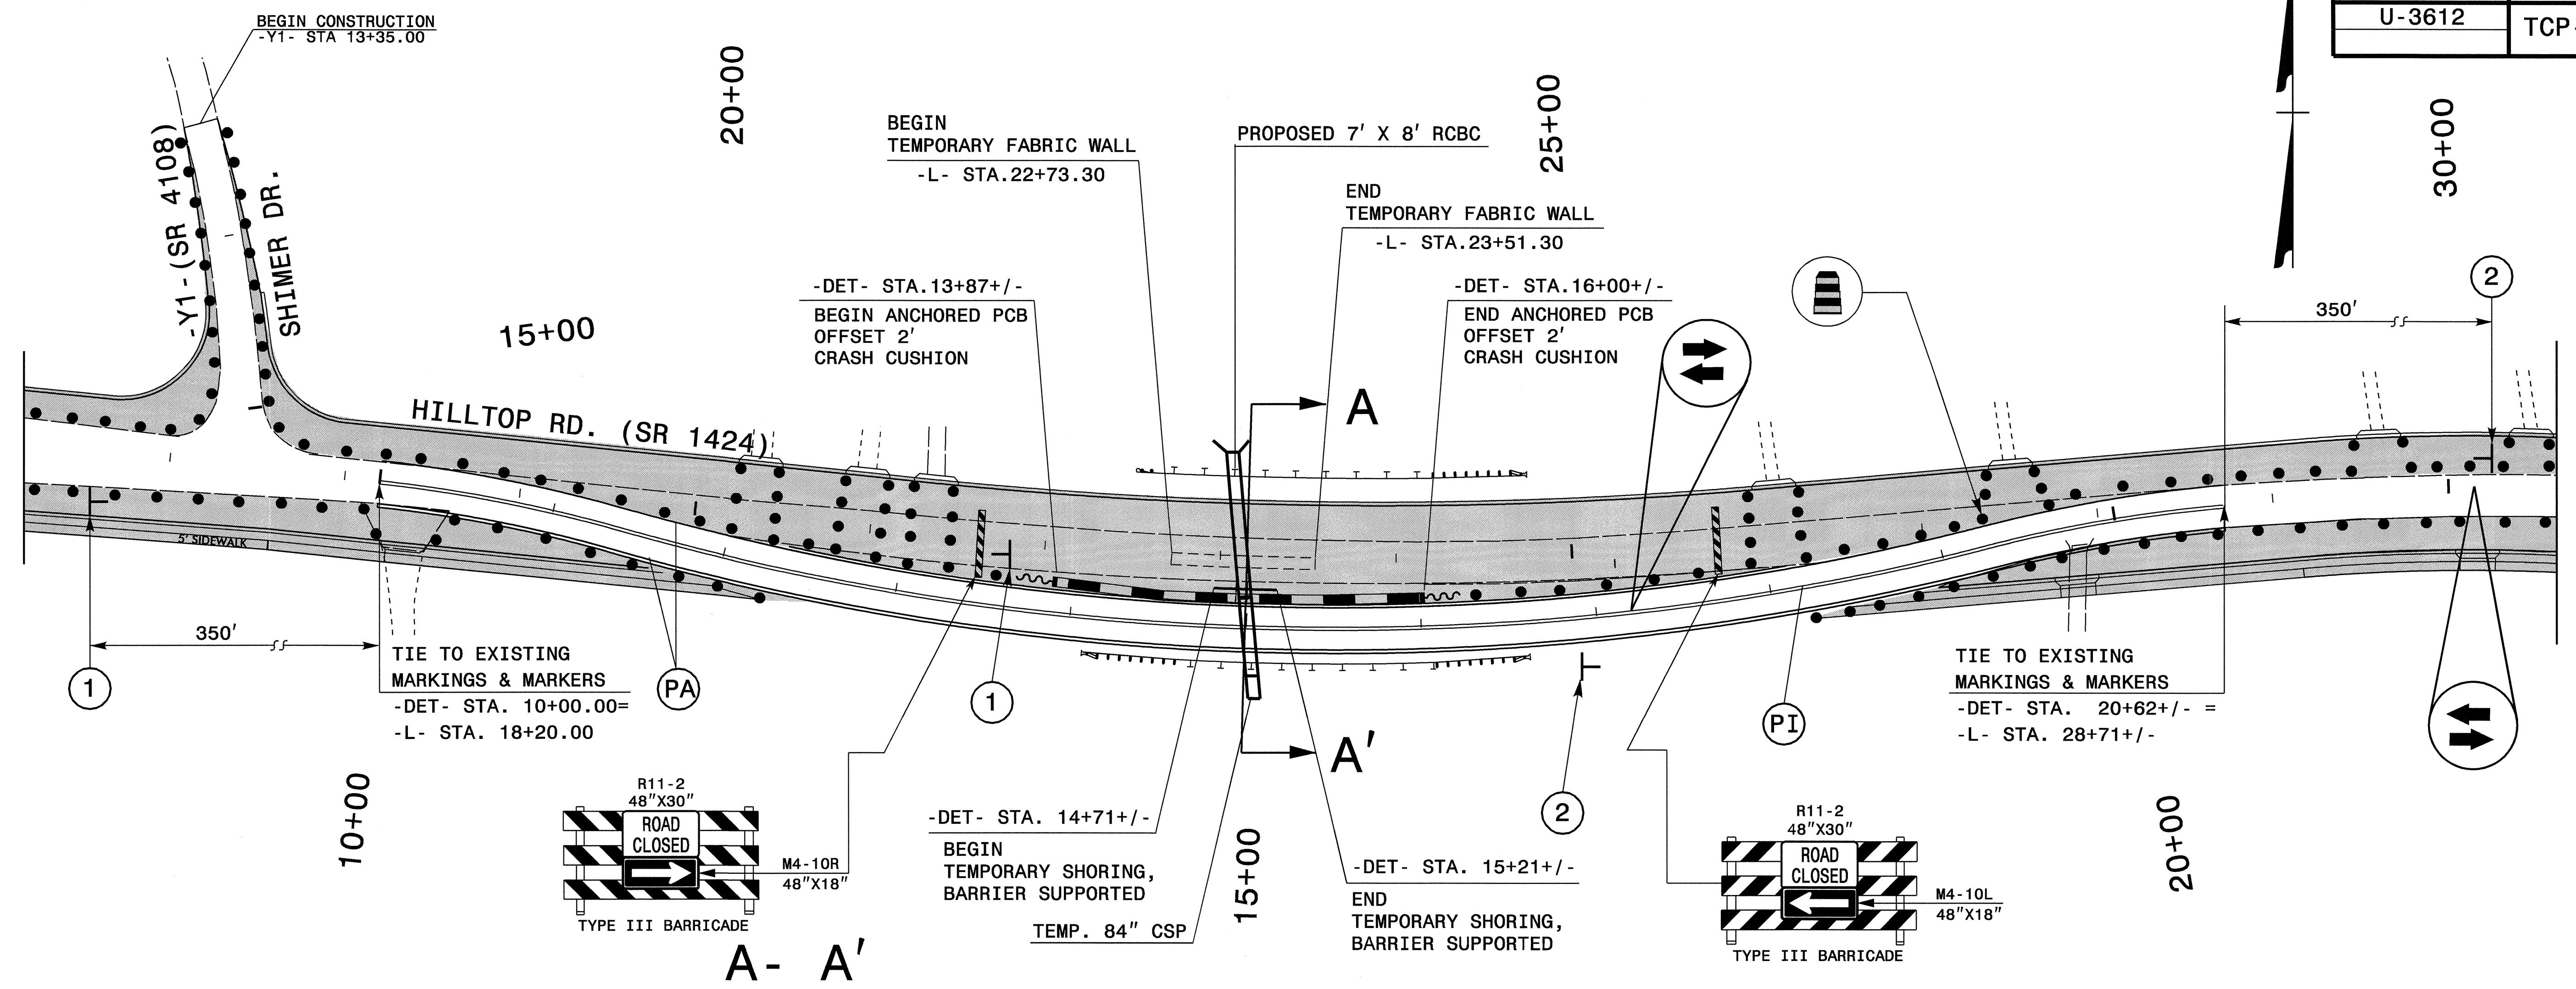 BEGIN CONSTRUCTION
-Y1- STA 13+35.00
U-3612
TCP-
20+00
25+00
30+00
BEGIN
TEMPORARY FABRIC WALL
-L- STA.22+73.30
PROPOSED 7' X 8' RCBC
END
TEMPORARY FABRIC WALL
-L- STA.23+51.30
-Y1-(SR 4108)
SHIMER DR.
15+00
-DET- STA.13+87+/-
BEGIN ANCHORED PCB
OFFSET 2'
CRASH CUSHION
-DET- STA.16+00+/-
END ANCHORED PCB
OFFSET 2'
CRASH CUSHION
2
350'
HILLTOP RD. (SR 1424)
A
5' SIDEWALK
350'
1
TIE TO EXISTING
MARKINGS & MARKERS
-DET- STA. 10+00.00=
-L- STA. 18+20.00
PA
1
A'
2
PI
TIE TO EXISTING
MARKINGS & MARKERS
-DET- STA. 20+62+/- =
-L- STA. 28+71+/-
10+00
R11-2
48"X30"
ROAD
CLOSED
M4-10R
48"X18"
TYPE III BARRICADE
-DET- STA. 14+71+/-
BEGIN
TEMPORARY SHORING,
BARRIER SUPPORTED
TEMP. 84" CSP
15+00
-DET- STA. 15+21+/-
END
TEMPORARY SHORING,
BARRIER SUPPORTED
R11-2
48"X30"
ROAD
CLOSED
M4-10L
48"X18"
TYPE III BARRICADE
20+00
A- A'